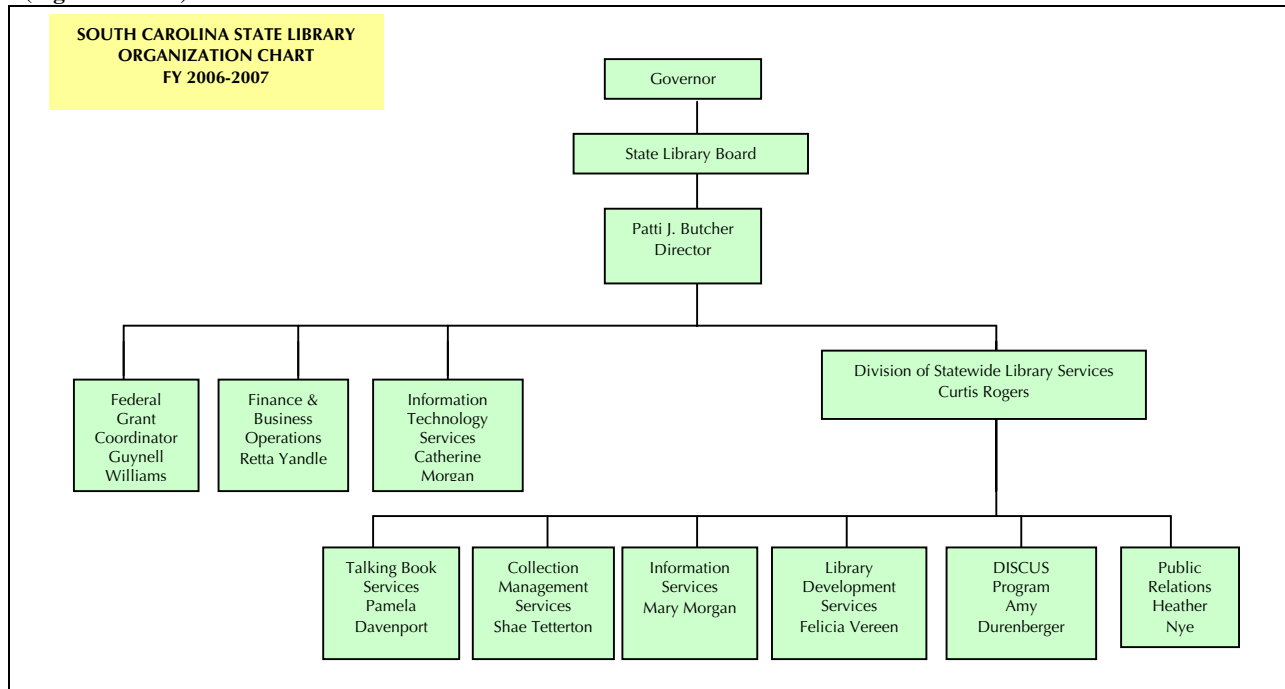 SOUTH CAROLINA STATE LIBRARY
ORGANIZATION CHART
FY 2006-2007
Governor
State Library Board
Patti J. Butcher
Director
Federal
Grant
Coordinator
Guynell
Williams
Finance &
Business
Operations
Retta Yandle
Information
Technology
Services
Catherine
Morgan
Division of Statewide Library Services
Curtis Rogers
Talking Book
Services
Pamela
Davenport
Collection
Management
Services
Shae Tetterton
Information
Services
Mary Morgan
Library
Development
Services
Felicia Vereen
DISCUS
Program
Amy
Durenberger
Public
Relations
Heather
Nye